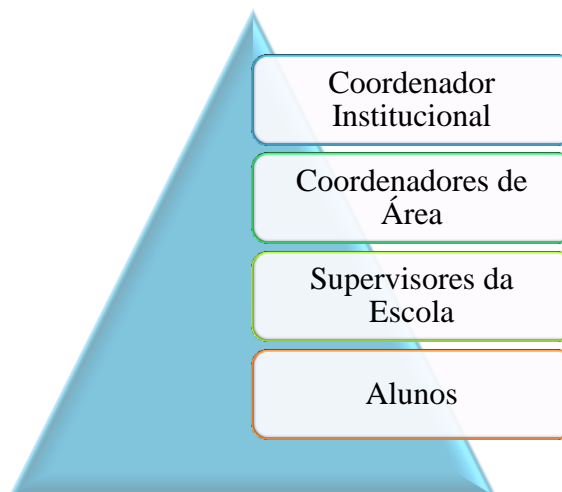 Coordenador
Institucional
Coordenadores de
Área
Supervisores da
Escola
Alunos